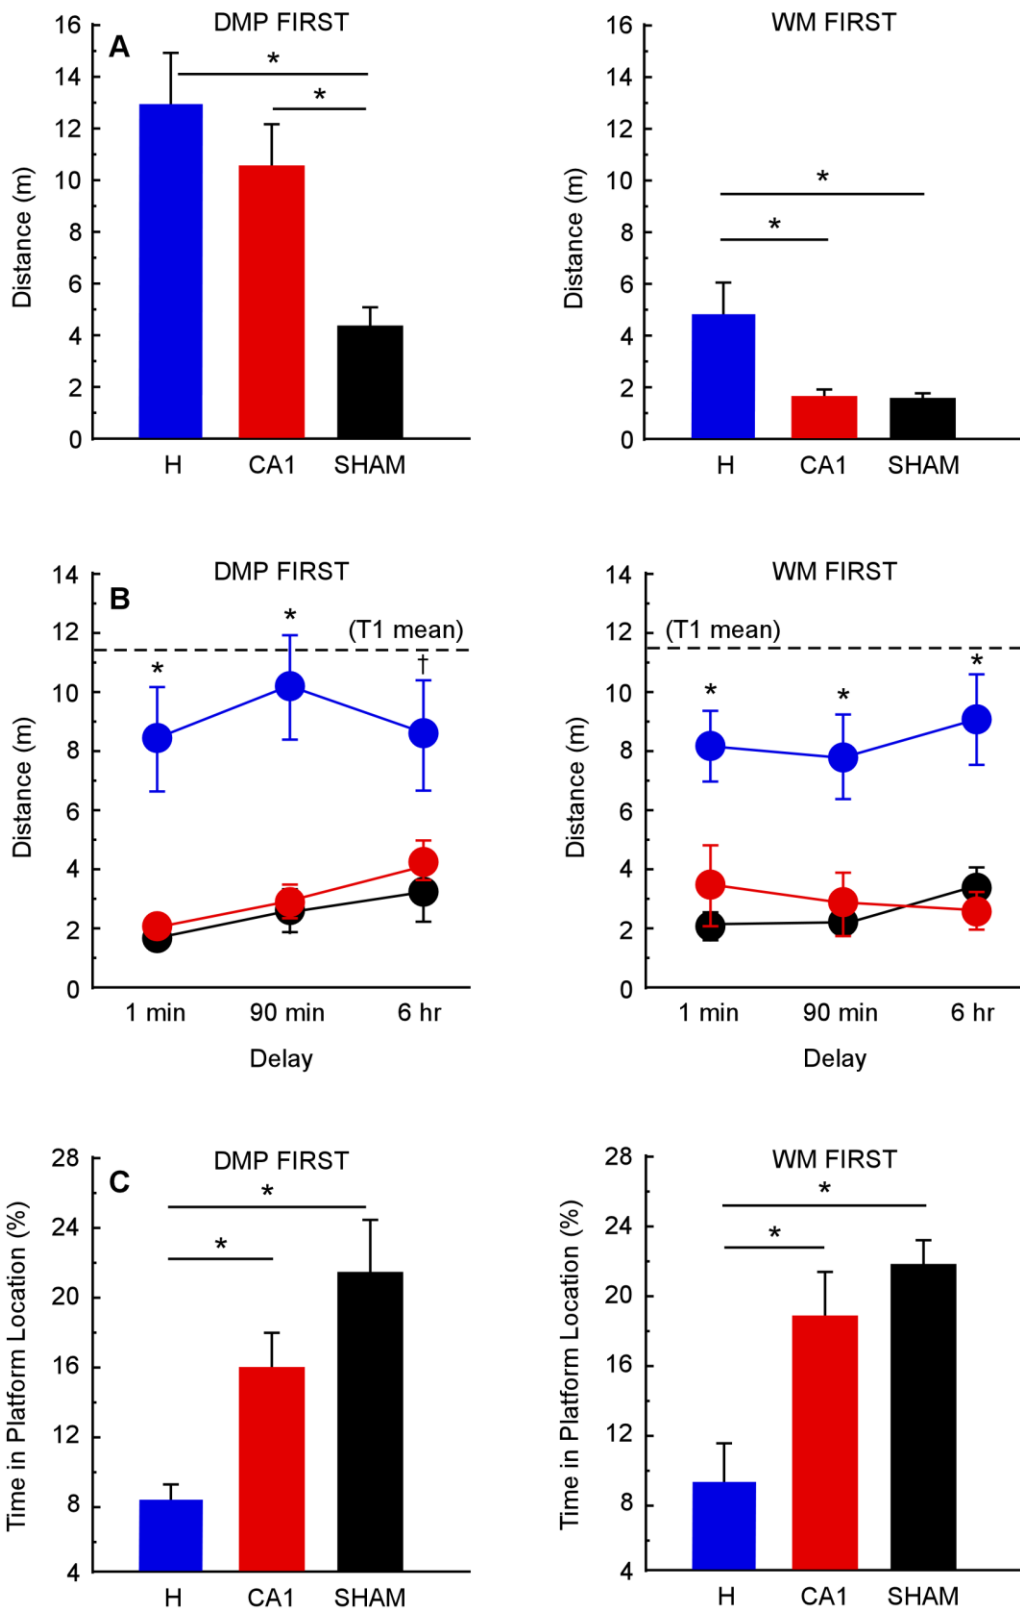 A
DMP FIRST
Distance (m)
16
14
12
10
8
6
4
2
0
*
*
H
CA1
SHAM
WM FIRST
Distance (m)
16
14
12
10
8
6
4
2
0
*
*
H
CA1
SHAM
B
DMP FIRST
Distance (m)
14
12
10
8
6
4
2
0
(T1 mean)
*
*
†
1 min
90 min
6 hr
Delay
WM FIRST
Distance (m)
14
12
10
8
6
4
2
0
(T1 mean)
*
*
*
1 min
90 min
6 hr
Delay
C
DMP FIRST
Time in Platform Location (%)
28
24
20
16
12
8
4
*
*
H
CA1
SHAM
WM FIRST
Time in Platform Location (%)
28
24
20
16
12
8
4
*
*
H
CA1
SHAM